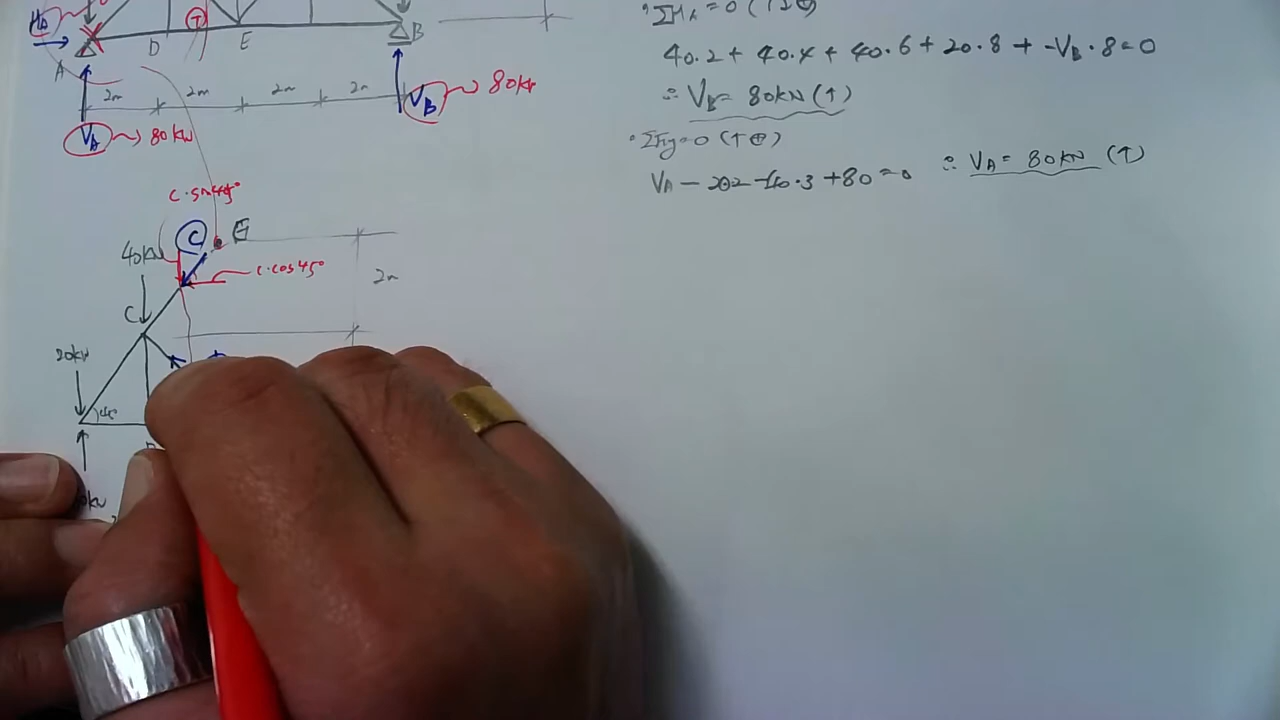 HA
T
B
D
E
A
2m 2m 2m 2m
VA 80kN
VB 80kN
ΣMA=0
40.2 + 40.4 + 40.6 + 20.8 + -VB.8=0
∴ VB= 80kN(↑)
ΣFy=0 (↑⊕)
VA - 20.2 -40.3 +80=0 ∴ VA= 80kN (↑)
C.sin45°
40kN C
C.cos45°
2m
C
20kN
45°